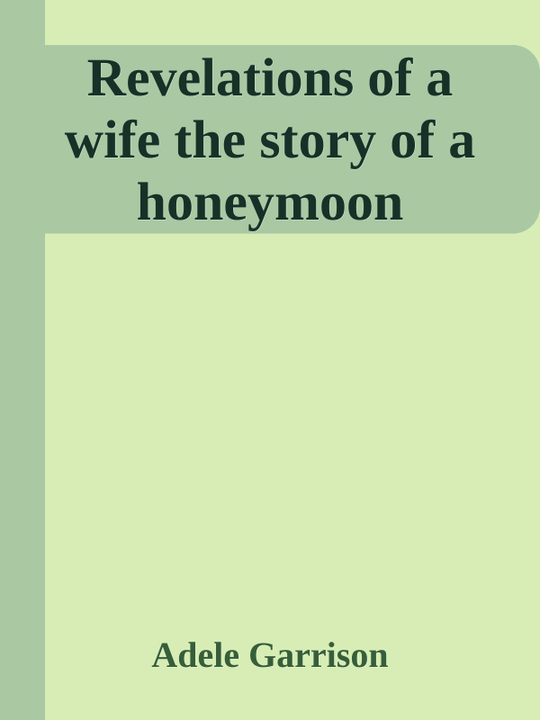 Revelations of a
wife the story of a
honeymoon
Adele Garrison